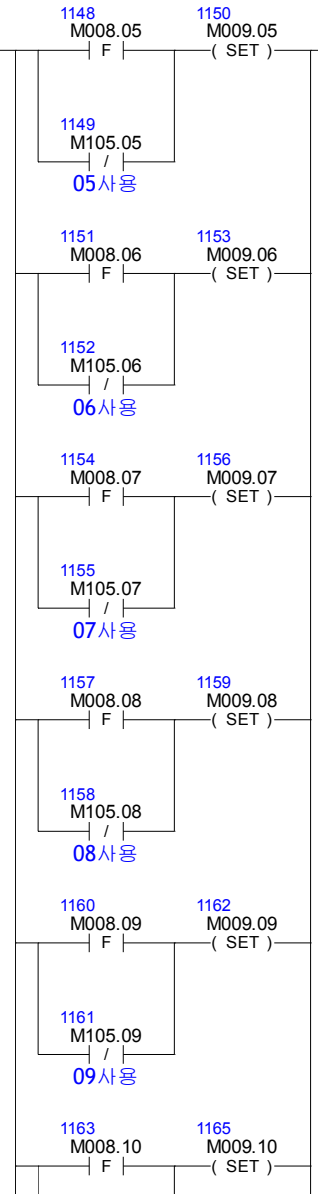 1148 1150
M008.05 M009.05
F ( SET )
1149
M105.05
/
05사용
1151 1153
M008.06 M009.06
F ( SET )
1152
M105.06
/
06사용
1154 1156
M008.07 M009.07
F ( SET )
1155
M105.07
/
07사용
1157 1159
M008.08 M009.08
F ( SET )
1158
M105.08
/
08사용
1160 1162
M008.09 M009.09
F ( SET )
1161
M105.09
/
09사용
1163 1165
M008.10 M009.10
F ( SET )